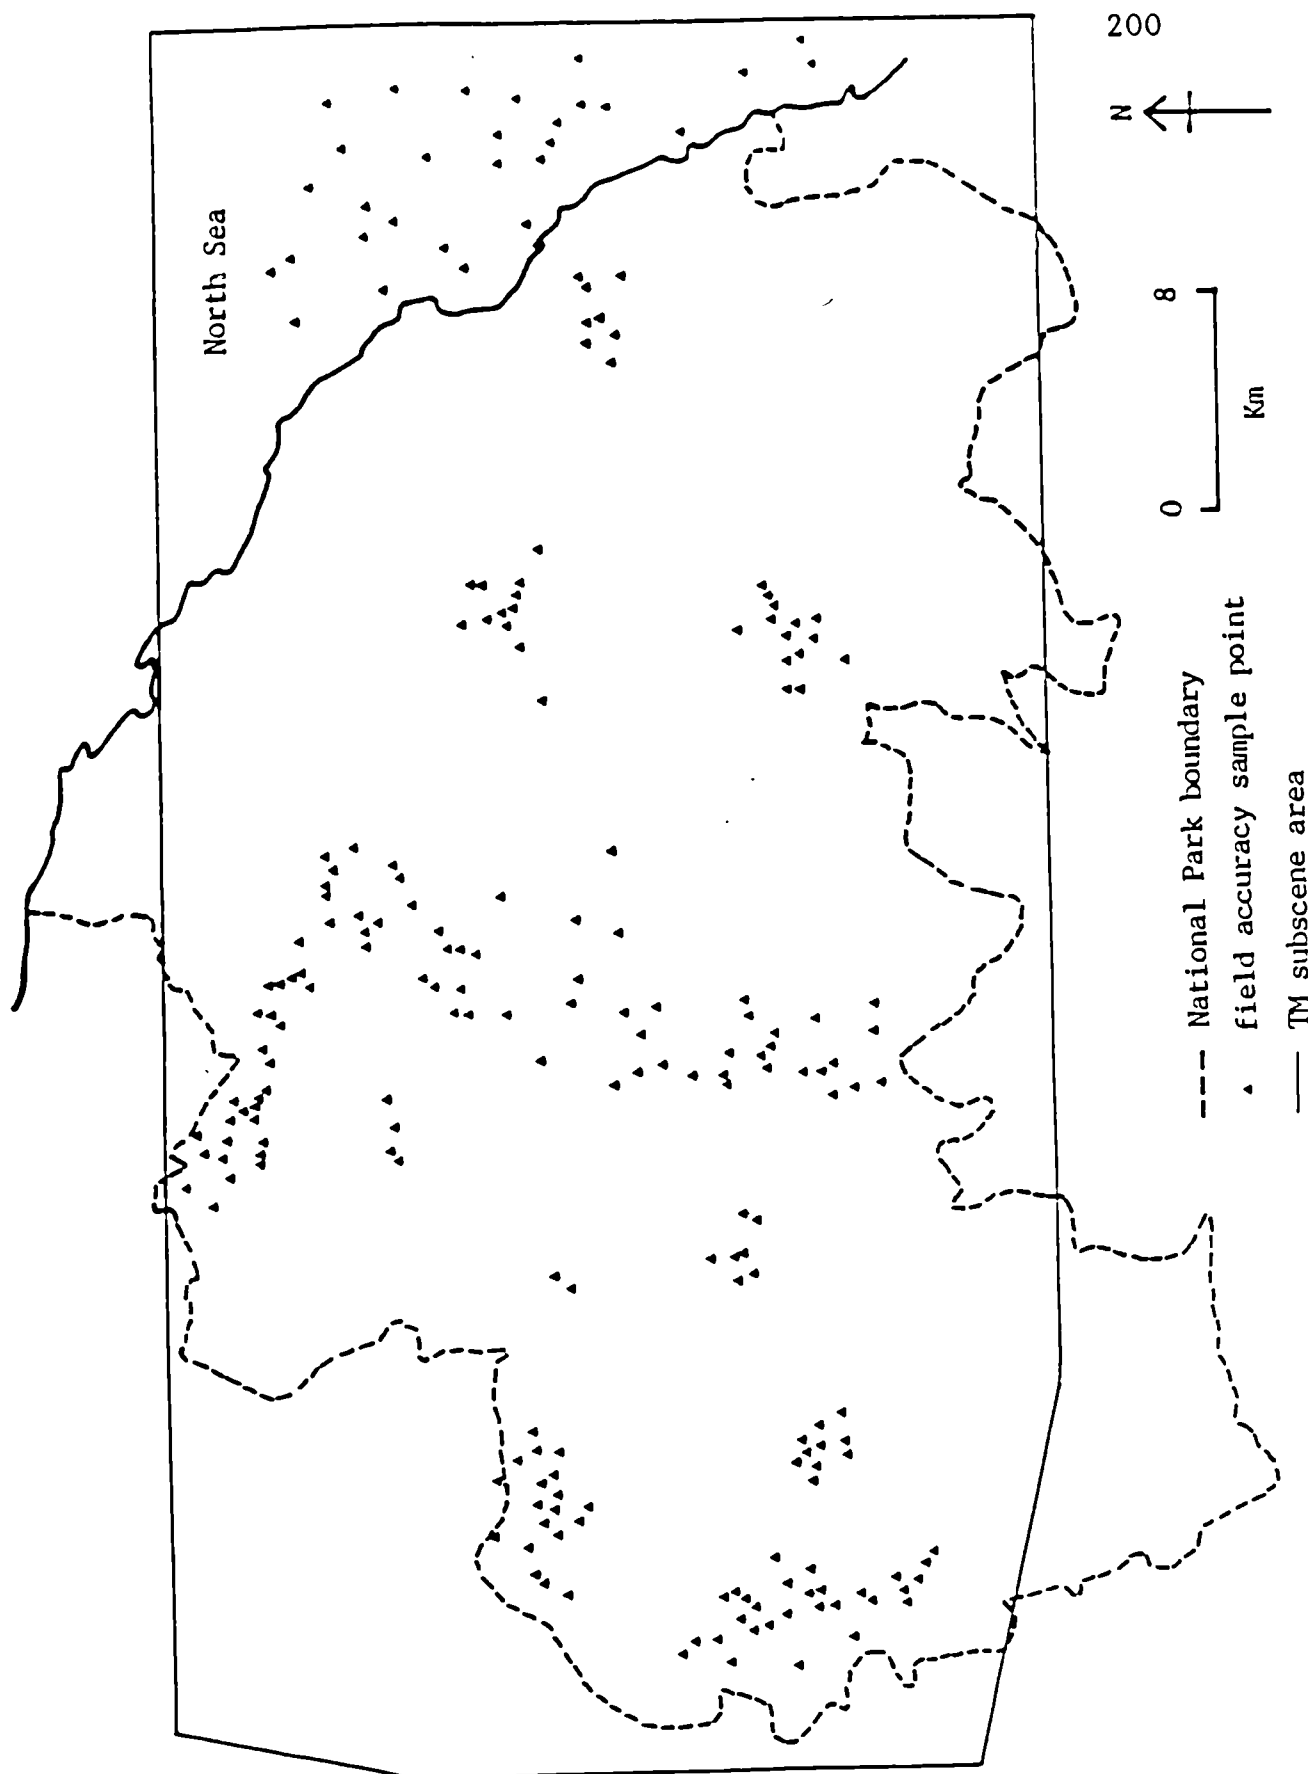 200
N
North Sea
0 8
Km
National Park boundary
field accuracy sample point
TM subscene area